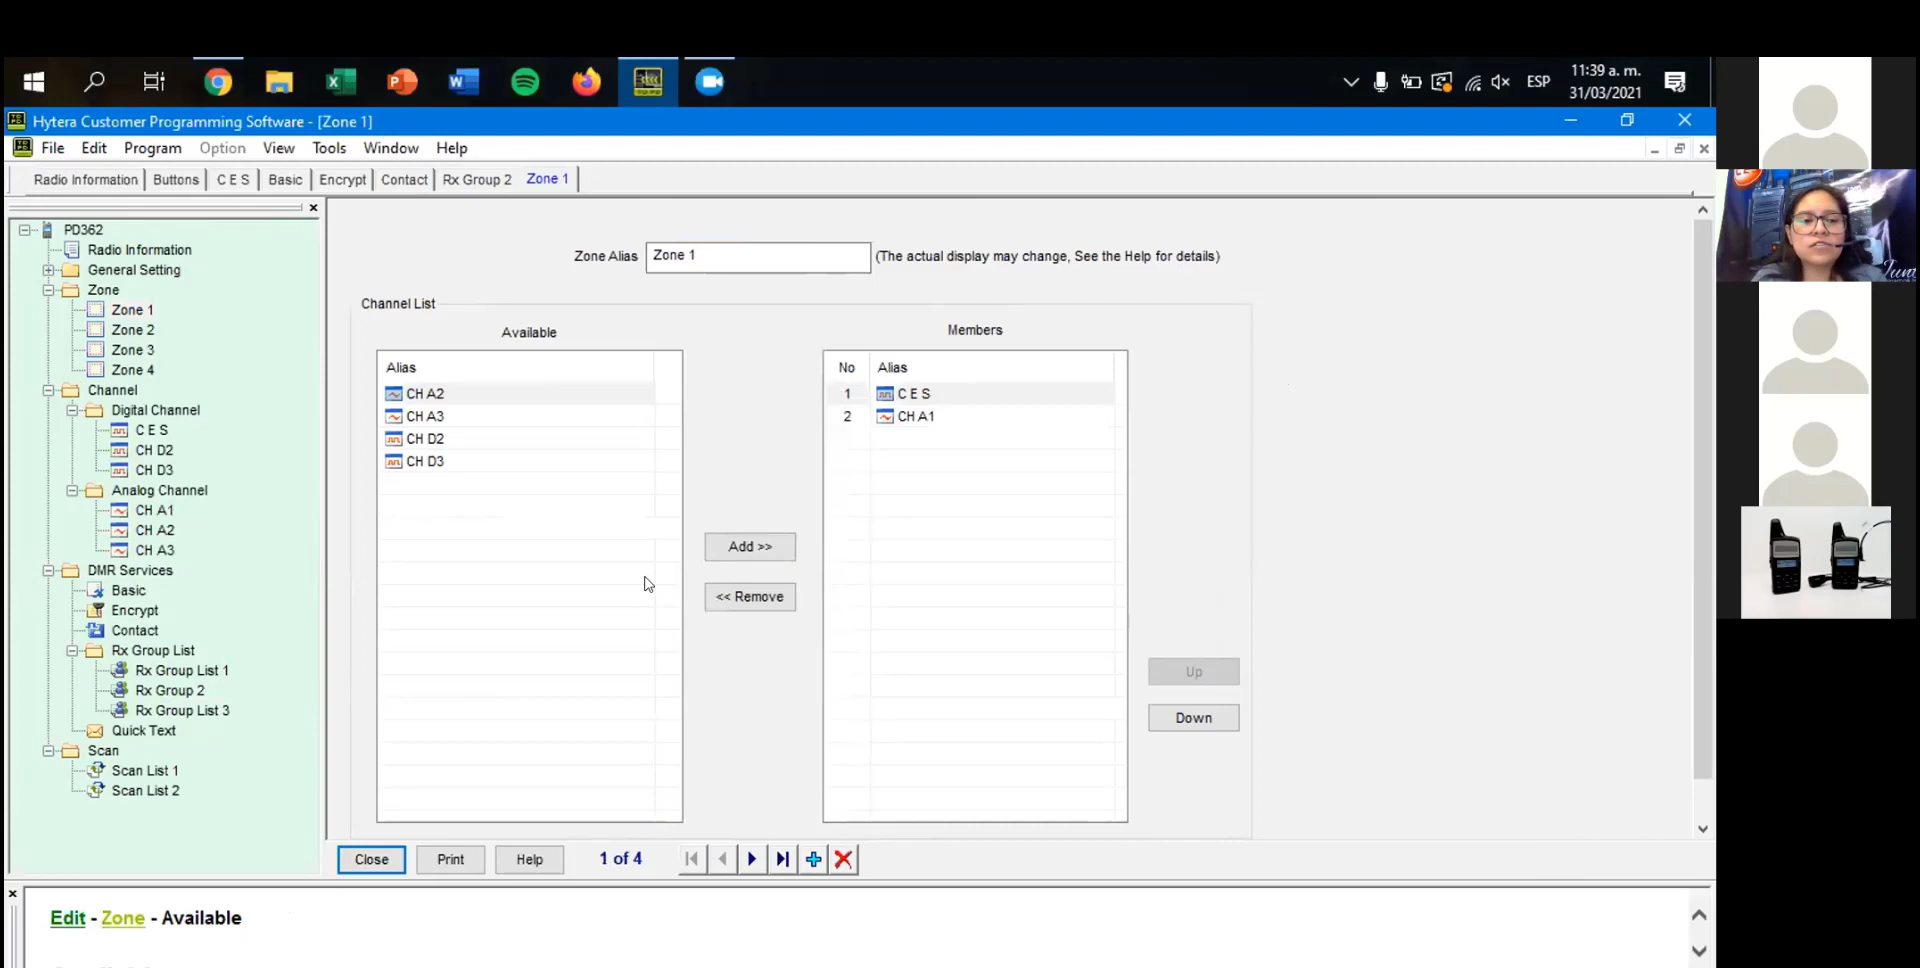 ESP
11:39 a. m.
31/03/2021
Hytera Customer Programming Software - [Zone 1]
File Edit Program Option View Tools Window Help
Radio Information Buttons C E S Basic Encrypt Contact Rx Group 2 Zone 1
PD362
Radio Information
General Setting
Zone
Zone 1
Zone 2
Zone 3
Zone 4
Channel
Digital Channel
C E S
CH D2
CH D3
Analog Channel
CH A1
CH A2
CH A3
DMR Services
Basic
Encrypt
Contact
Rx Group List
Rx Group List 1
Rx Group 2
Rx Group List 3
Quick Text
Scan
Scan List 1
Scan List 2
Zone Alias Zone 1 (The actual display may change, See the Help for details)
Channel List
Available
Alias
CH A2
CH A3
CH D2
CH D3
Add >>
<< Remove
Members
No Alias
1 C E S
2 CH A1
Up
Down
Close Print Help 1 of 4
Edit - Zone - Available